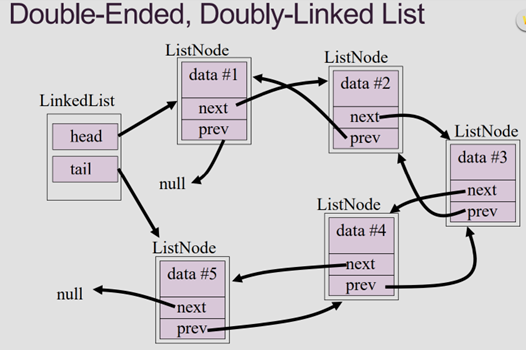 Double-Ended, Doubly-Linked List
LinkedList
head
tail
ListNode
data #1
next
prev
null
ListNode
data #2
next
prev
ListNode
data #3
next
prev
ListNode
data #4
next
prev
ListNode
data #5
next
prev
null